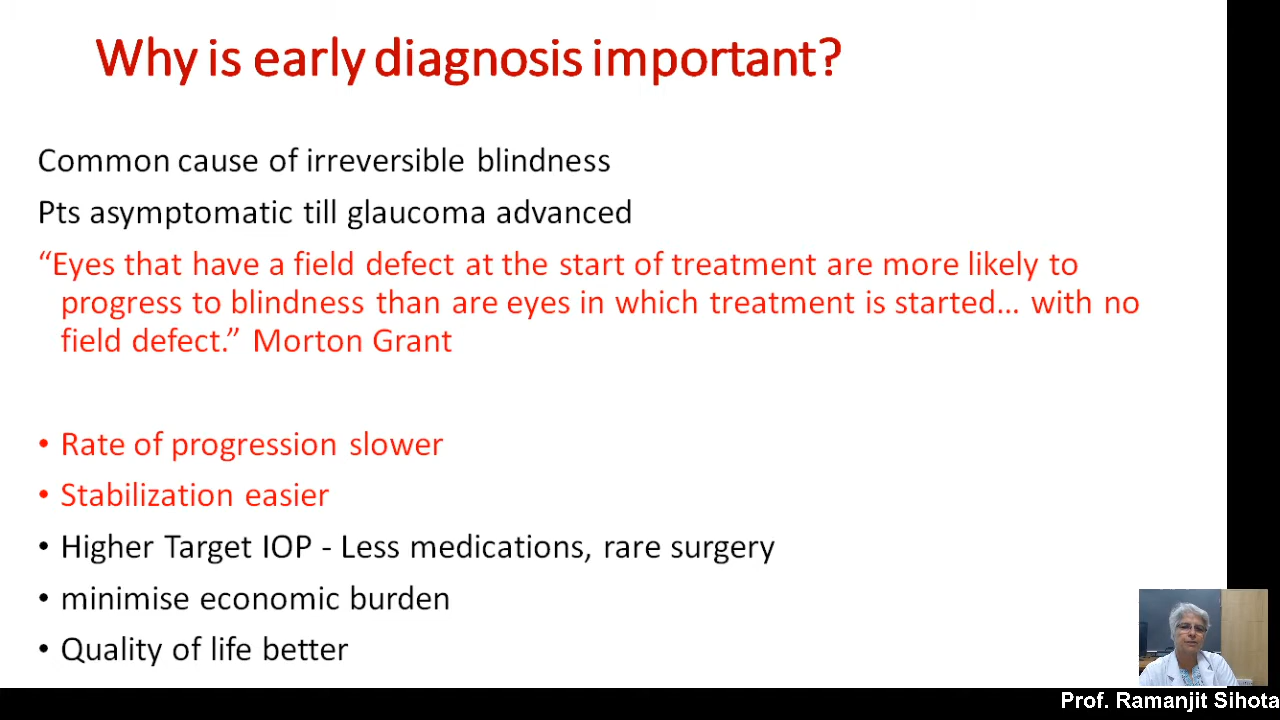 Why is early diagnosis important?
Common cause of irreversible blindness
Pts asymptomatic till glaucoma advanced
“Eyes that have a field defect at the start of treatment are more likely to
progress to blindness than are eyes in which treatment is started… with no
field defect.” Morton Grant
• Rate of progression slower
• Stabilization easier
• Higher Target IOP - Less medications, rare surgery
• minimise economic burden
• Quality of life better
Prof. Ramanjit Sihota